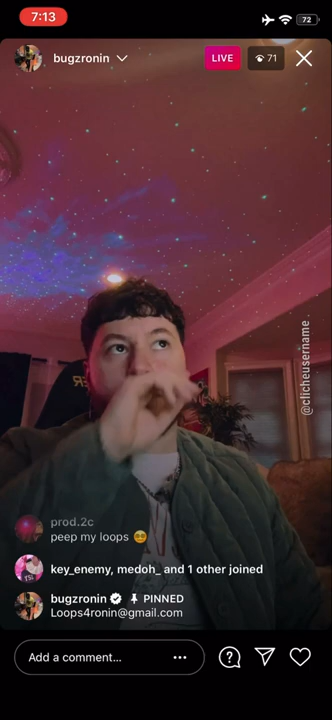 7:13
72
bugzronin
LIVE
71
@clicheusername
prod.2c
peep my loops 😵‍💫
key_enemy, medoh_ and 1 other joined
bugzronin PINNED
Loops4ronin@gmail.com
Add a comment...